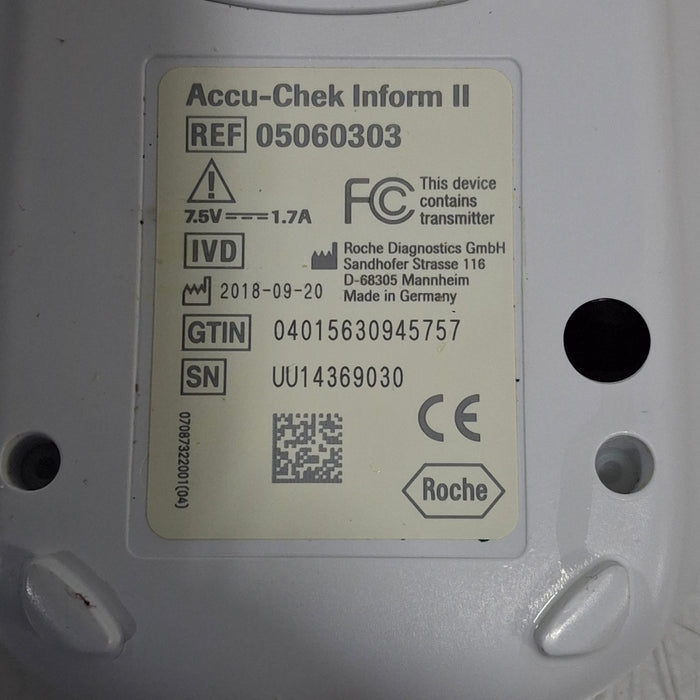 Accu-Chek Inform II
REF 05060303
7.5V 1.7A
FC This device
contains
transmitter
IVD
Roche Diagnostics GmbH
Sandhofer Strasse 116
D-68305 Mannheim
Made in Germany
2018-09-20
GTIN 04015630945757
SN UU14369030
07087322001(04)
CE
Roche